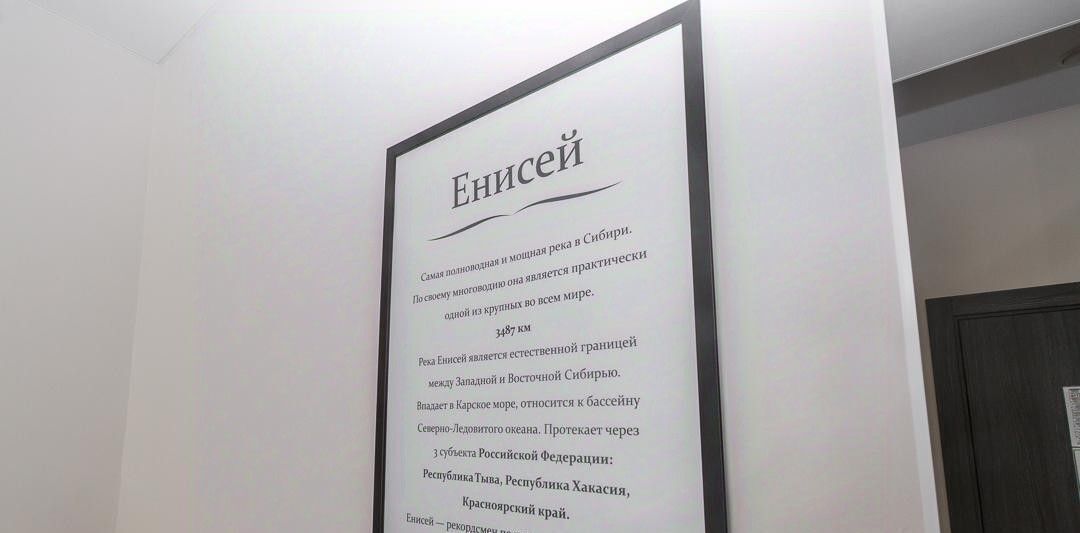 Енисей
Самая полноводная и мощная река в Сибири.
По своему многоводию она является практически
одной из крупных во всем мире.
3487 км
Река Енисей является естественной границей
между Западной и Восточной Сибирью.
Впадает в Карское море, относится к бассейну
Северно-Ледовитого океана. Протекает через
3 субъекта Российской Федерации:
Республика Тыва, Республика Хакасия,
Красноярский край.
Енисей — рекордсмен